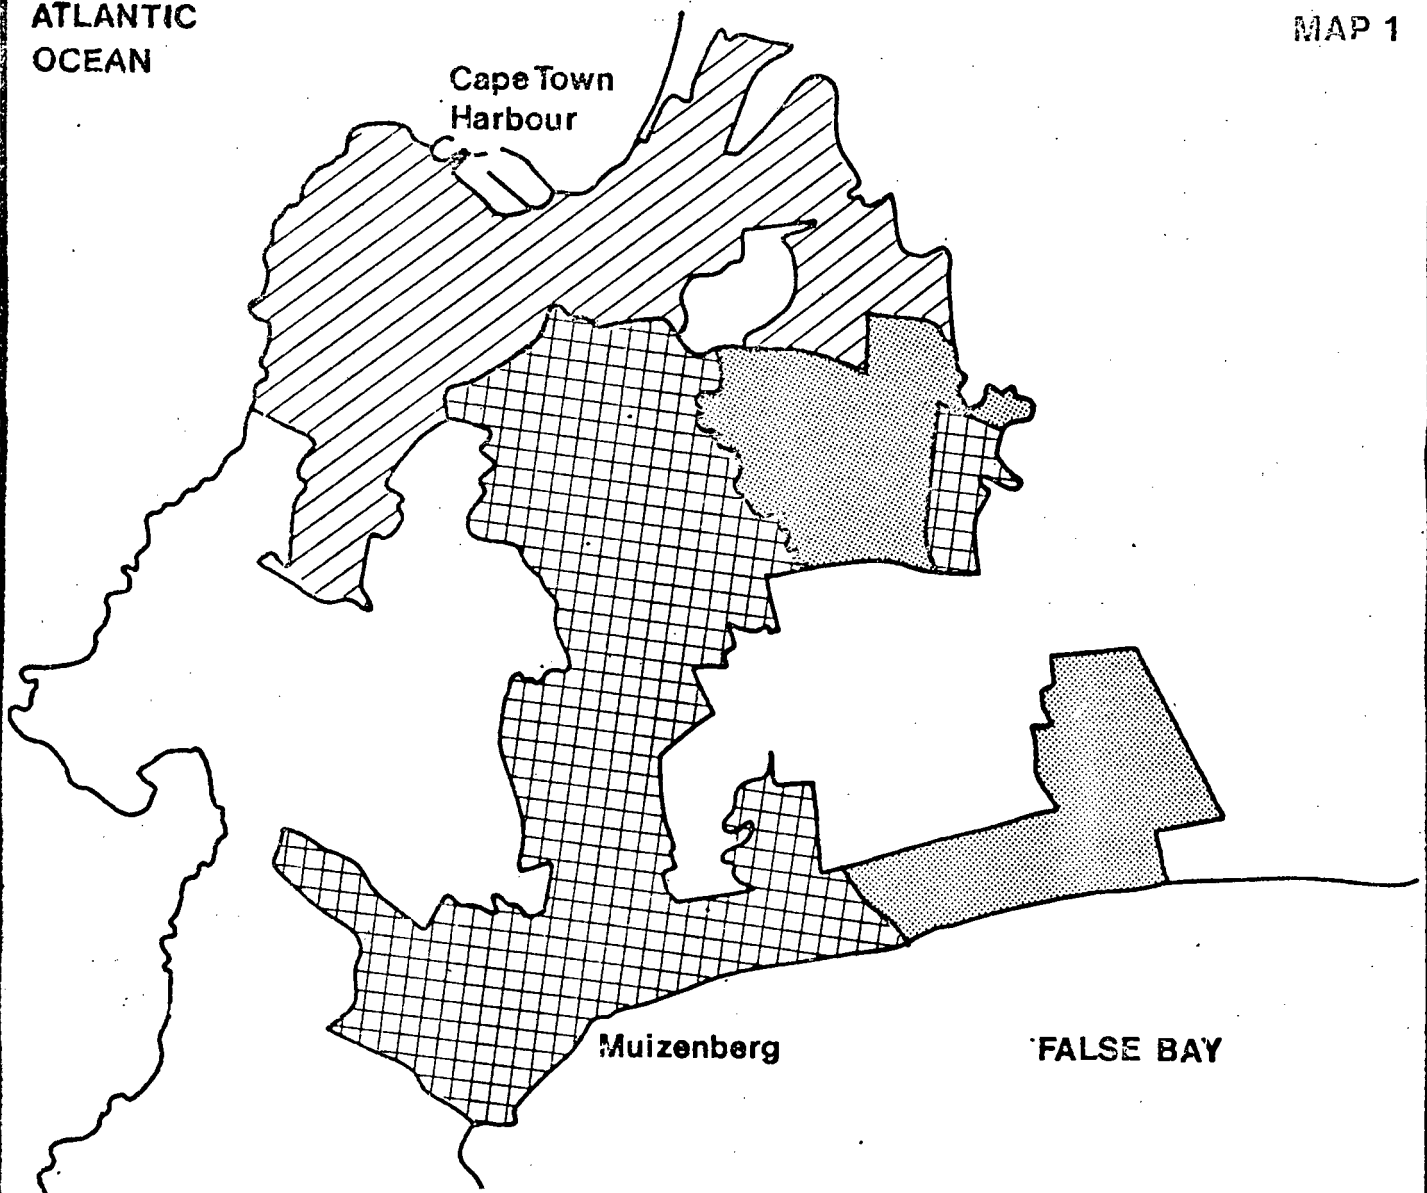 ATLANTIC
OCEAN
MAP 1
Cape Town
Harbour
Muizenberg
FALSE BAY